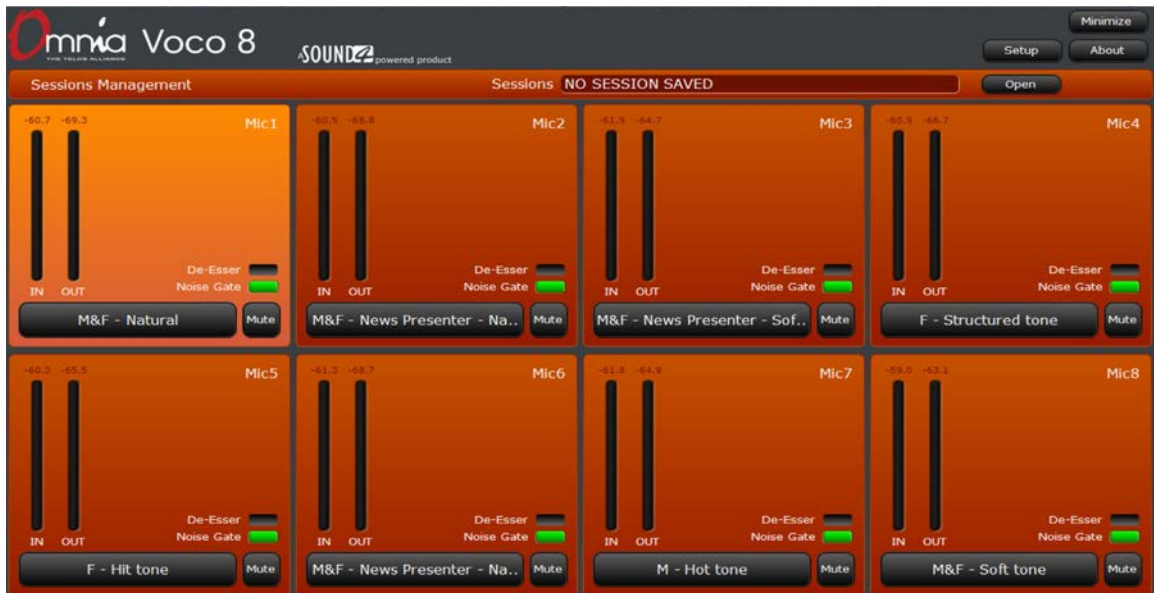 Omnia Voco 8
THE TELOS ALLIANCE
A SOUND4 powered product
Minimize
Setup About
Sessions Management Sessions NO SESSION SAVED Open
-60.7 -69.3 Mic1
De-Esser
Noise Gate
IN OUT
M&F - Natural Mute
-60.9 -68.8 Mic2
De-Esser
Noise Gate
IN OUT
M&F - News Presenter - Na.. Mute
-61.9 -64.7 Mic3
De-Esser
Noise Gate
IN OUT
M&F - News Presenter - Sof.. Mute
-60.9 -66.7 Mic4
De-Esser
Noise Gate
IN OUT
F - Structured tone Mute
-60.3 -65.5 Mic5
De-Esser
Noise Gate
IN OUT
F - Hit tone Mute
-61.3 -68.7 Mic6
De-Esser
Noise Gate
IN OUT
M&F - News Presenter - Na.. Mute
-61.8 -64.9 Mic7
De-Esser
Noise Gate
IN OUT
M - Hot tone Mute
-59.0 -63.1 Mic8
De-Esser
Noise Gate
IN OUT
M&F - Soft tone Mute